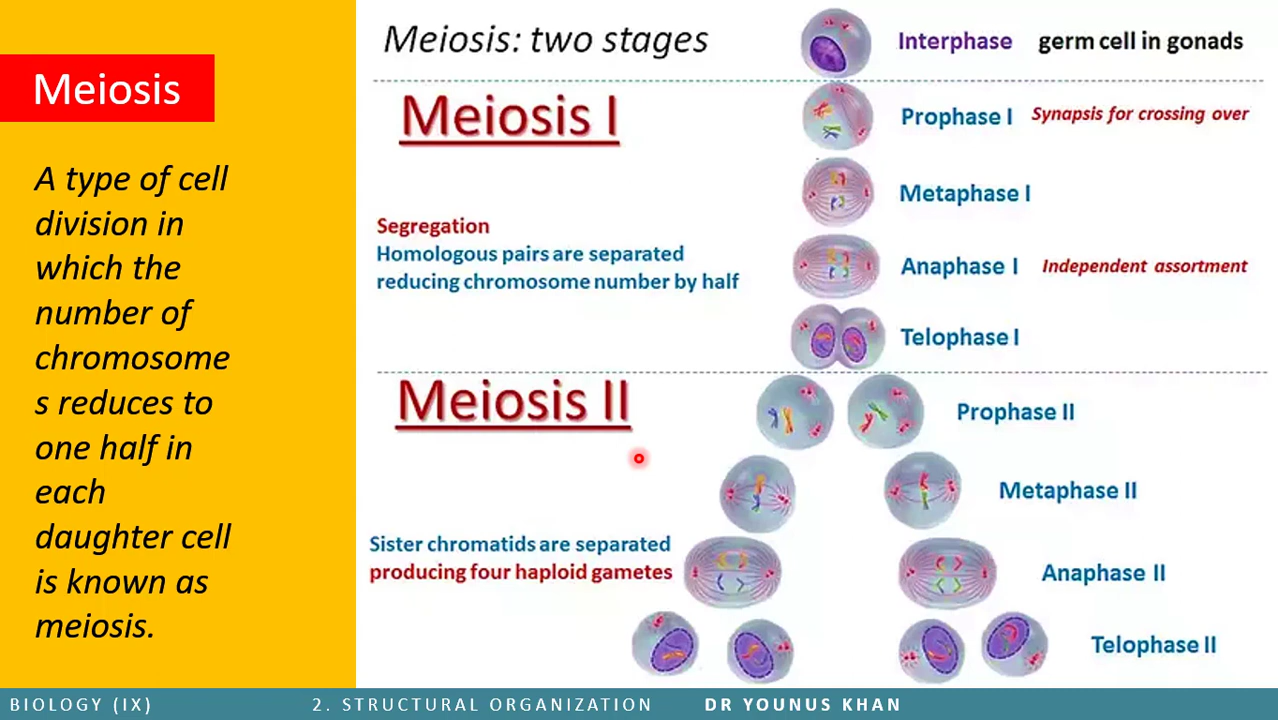 Meiosis
A type of cell
division in
which the
number of
chromosome
s reduces to
one half in
each
daughter cell
is known as
meiosis.
Meiosis: two stages
Interphase germ cell in gonads
Meiosis I
Prophase I Synapsis for crossing over
Metaphase I
Segregation
Homologous pairs are separated
reducing chromosome number by half
Anaphase I Independent assortment
Telophase I
Meiosis II
Prophase II
Metaphase II
Sister chromatids are separated
producing four haploid gametes
Anaphase II
Telophase II
BIOLOGY (IX) 2. STRUCTURAL ORGANIZATION DR YOUNUS KHAN